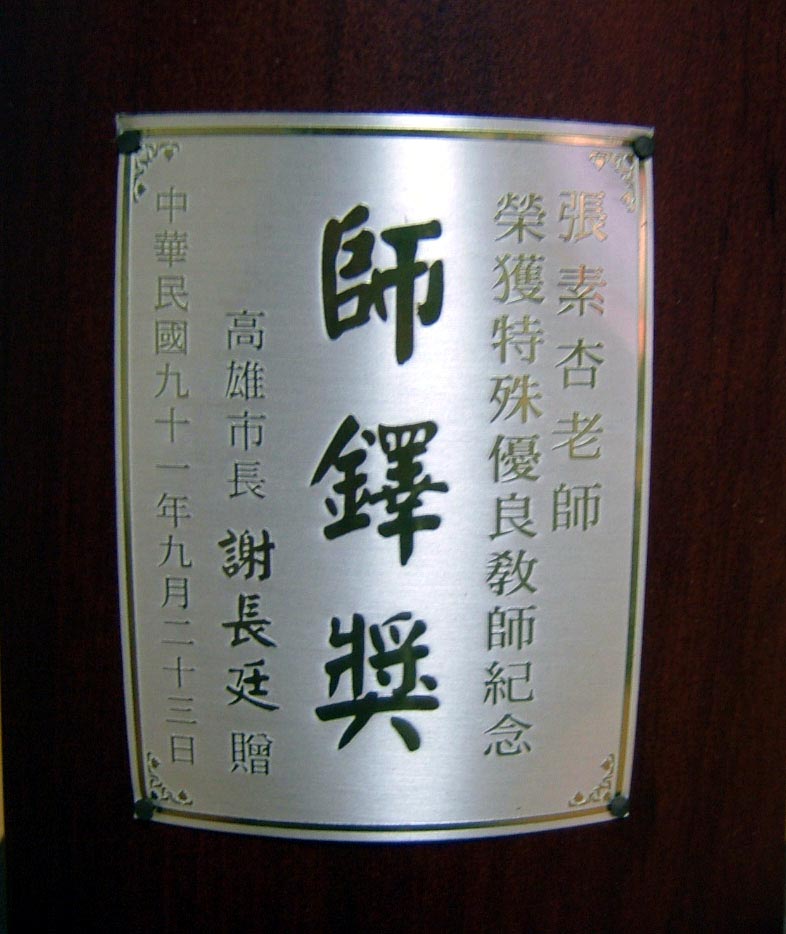 張素杏老師
榮獲特殊優良教師紀念
師鐸獎
高雄市長 謝長廷 贈
中華民國九十一年九月二十三日